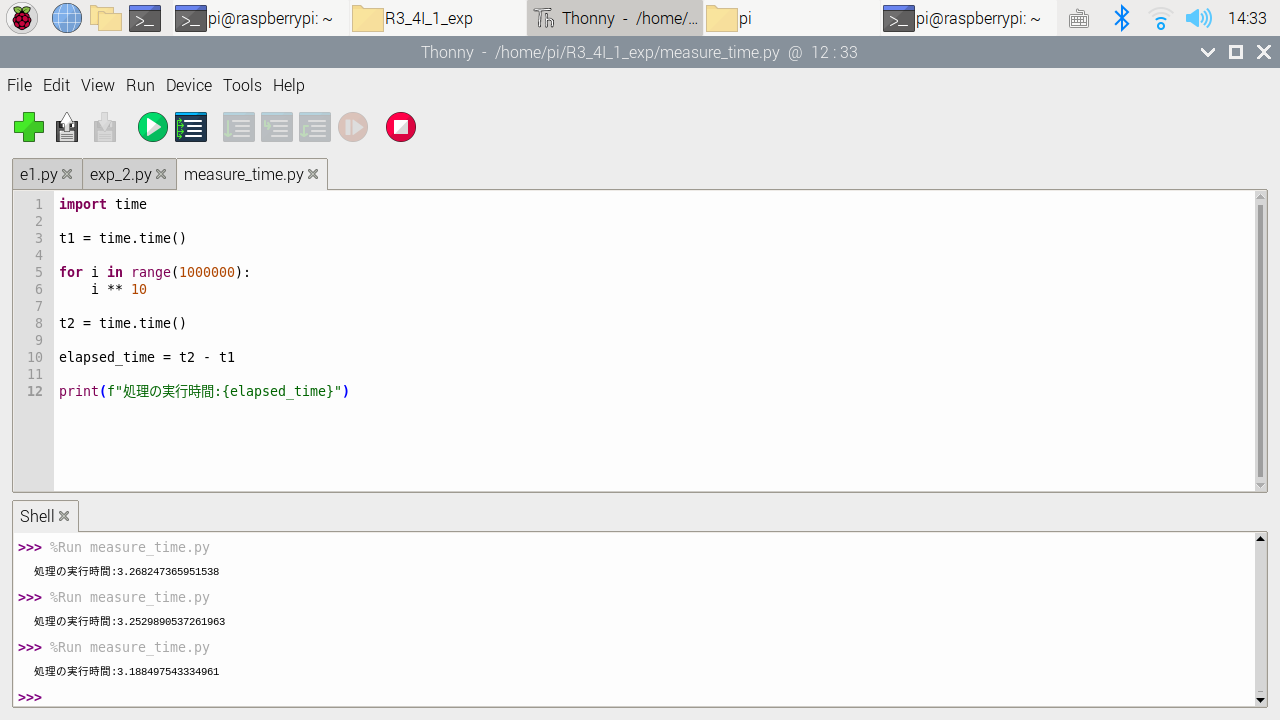 pi@raspberrypi: ~ R3_4I_1_exp Thonny - /home/... pi pi@raspberrypi: ~ 14:33
Thonny - /home/pi/R3_4I_1_exp/measure_time.py @ 12 : 33
File Edit View Run Device Tools Help
e1.py exp_2.py measure_time.py
1 import time
2
3 t1 = time.time()
4
5 for i in range(1000000):
6     i ** 10
7
8 t2 = time.time()
9
10 elapsed_time = t2 - t1
11
12 print(f"処理の実行時間:{elapsed_time}")
Shell
>>> %Run measure_time.py
処理の実行時間:3.268247365951538
>>> %Run measure_time.py
処理の実行時間:3.2529890537261963
>>> %Run measure_time.py
処理の実行時間:3.188497543334961
>>>